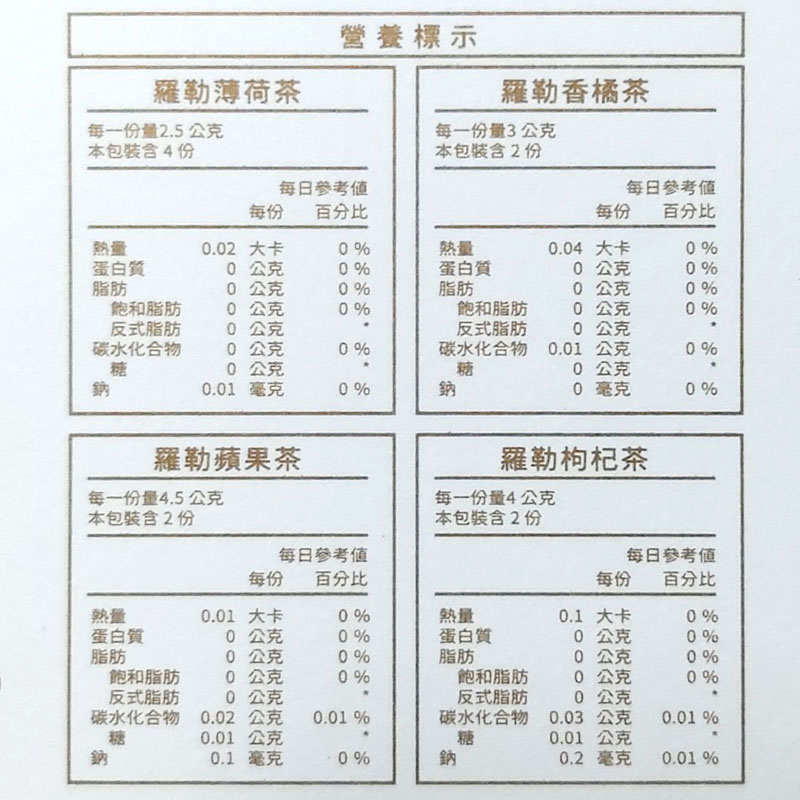 營養標示
羅勒薄荷茶
每一份量2.5 公克
本包裝含 4 份
每日參考值
每份 百分比
熱量 0.02 大卡 0 %
蛋白質 0 公克 0 %
脂肪 0 公克 0 %
飽和脂肪 0 公克 0 %
反式脂肪 0 公克 *
碳水化合物 0 公克 0 %
糖 0 公克 *
鈉 0.01 毫克 0 %
羅勒香橘茶
每一份量3 公克
本包裝含 2 份
每日參考值
每份 百分比
熱量 0.04 大卡 0 %
蛋白質 0 公克 0 %
脂肪 0 公克 0 %
飽和脂肪 0 公克 0 %
反式脂肪 0 公克 *
碳水化合物 0.01 公克 0 %
糖 0 公克 *
鈉 0 毫克 0 %
羅勒蘋果茶
每一份量4.5 公克
本包裝含 2 份
每日參考值
每份 百分比
熱量 0.01 大卡 0 %
蛋白質 0 公克 0 %
脂肪 0 公克 0 %
飽和脂肪 0 公克 0 %
反式脂肪 0 公克 *
碳水化合物 0.02 公克 0.01 %
糖 0.01 公克 *
鈉 0.1 毫克 0 %
羅勒枸杞茶
每一份量4 公克
本包裝含 2 份
每日參考值
每份 百分比
熱量 0.1 大卡 0 %
蛋白質 0 公克 0 %
脂肪 0 公克 0 %
飽和脂肪 0 公克 0 %
反式脂肪 0 公克 *
碳水化合物 0.03 公克 0.01 %
糖 0.01 公克 *
鈉 0.2 毫克 0.01 %